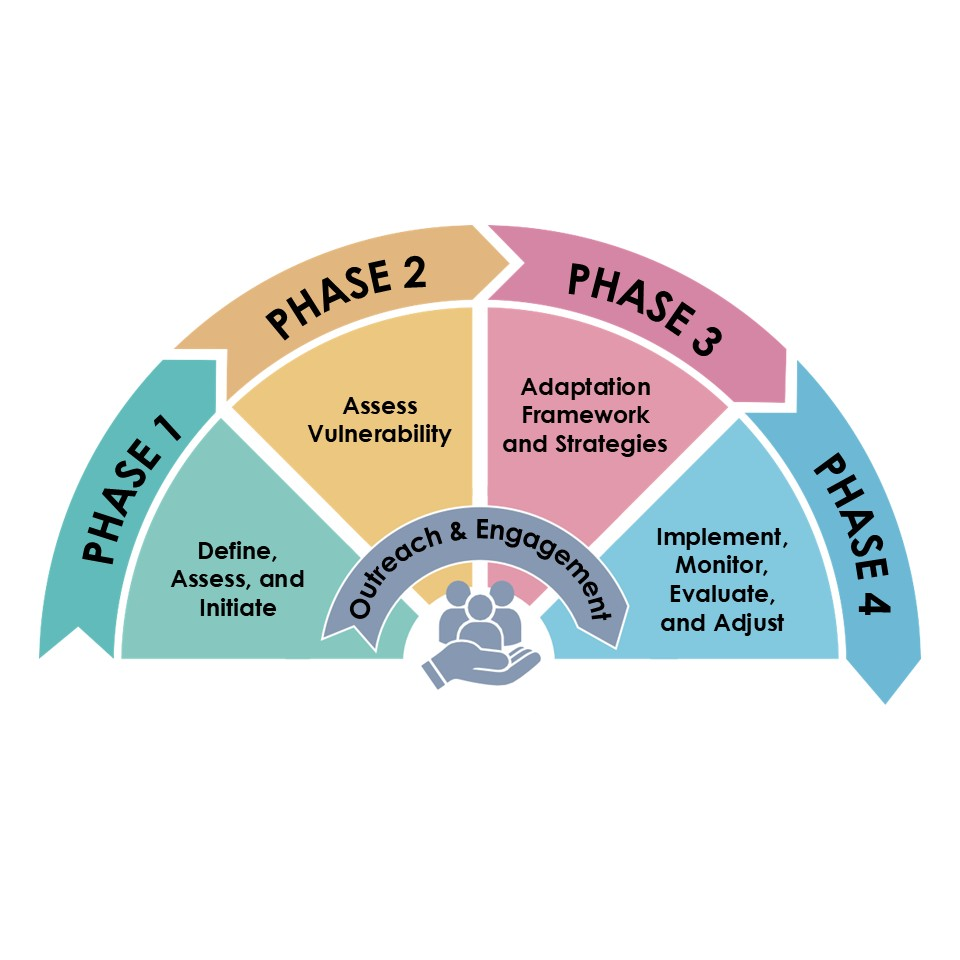 PHASE 1
PHASE 2
PHASE 3
PHASE 4
Define,
Assess, and
Initiate
Assess
Vulnerability
Adaptation
Framework
and Strategies
Implement,
Monitor,
Evaluate,
and Adjust
Outreach & Engagement